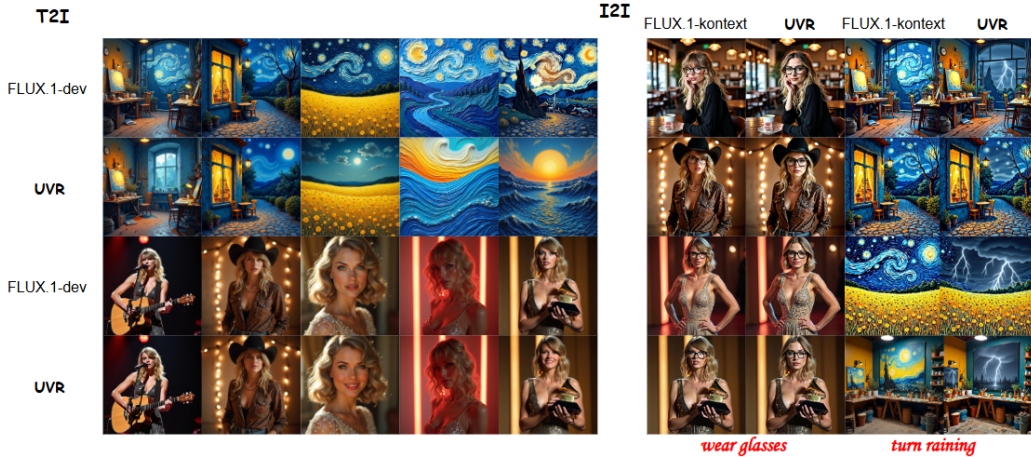 T2I
I2I
FLUX.1-kontext UVR FLUX.1-kontext UVR
FLUX.1-dev
UVR
FLUX.1-dev
UVR
wear glasses turn raining